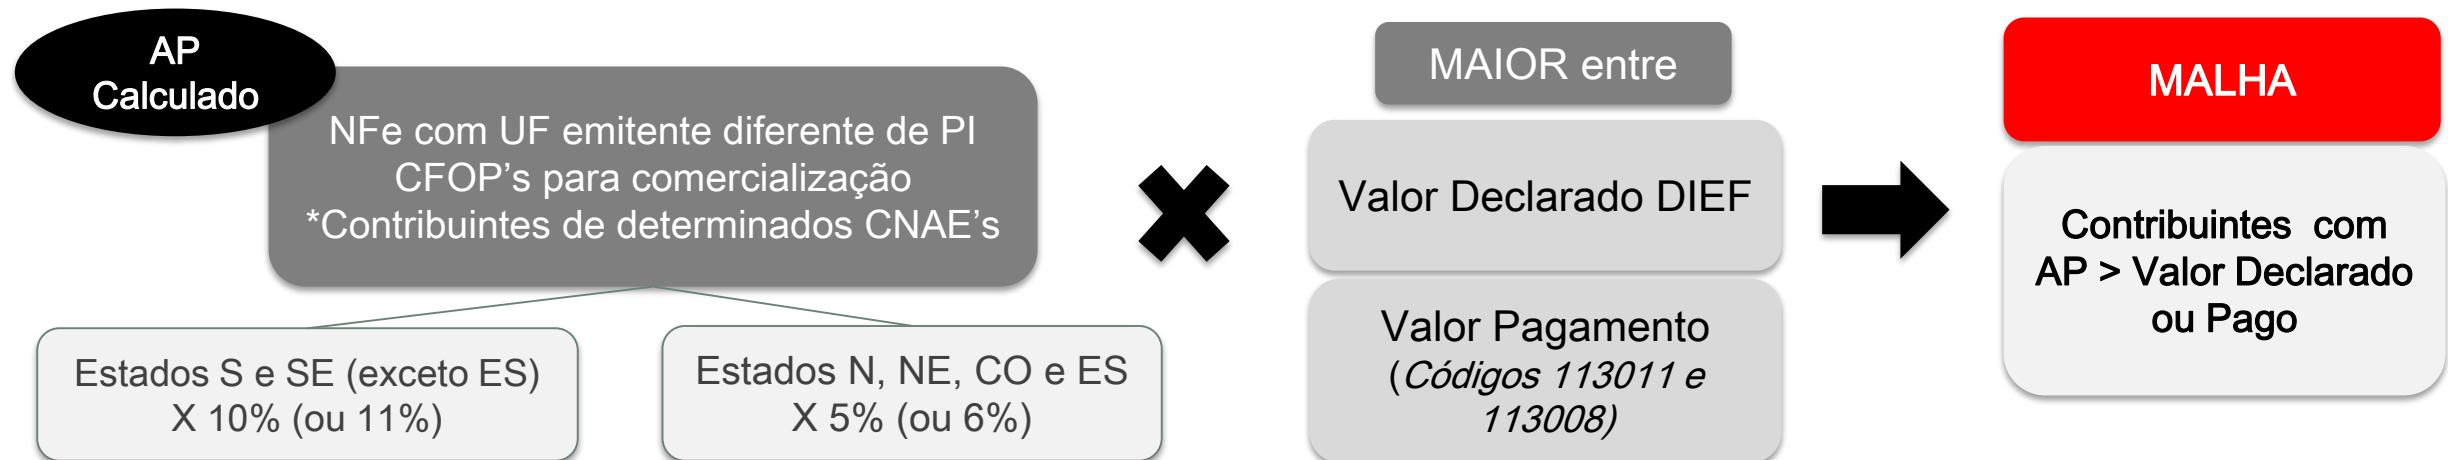 AP
Calculado
NFe com UF emitente diferente de PI
CFOP’s para comercialização
*Contribuintes de determinados CNAE’s
Estados S e SE (exceto ES)
X 10% (ou 11%)
Estados N, NE, CO e ES
X 5% (ou 6%)
MAIOR entre
Valor Declarado DIEF
Valor Pagamento
(Códigos 113011 e
113008)
MALHA
Contribuintes com
AP > Valor Declarado
ou Pago